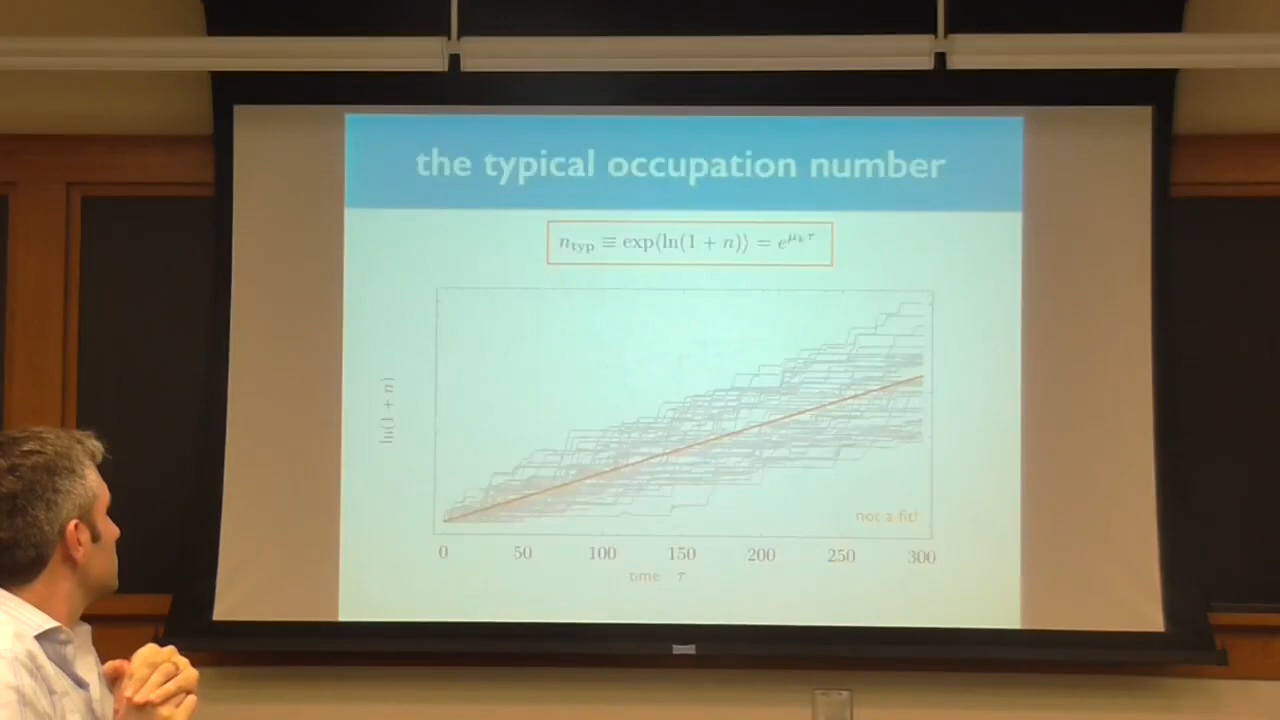 the typical occupation number
n_typ ≡ exp⟨ln(1 + n)⟩ = e^{μ_k τ}
ln(1 + n)
not a fit!
0 50 100 150 200 250 300
time τ